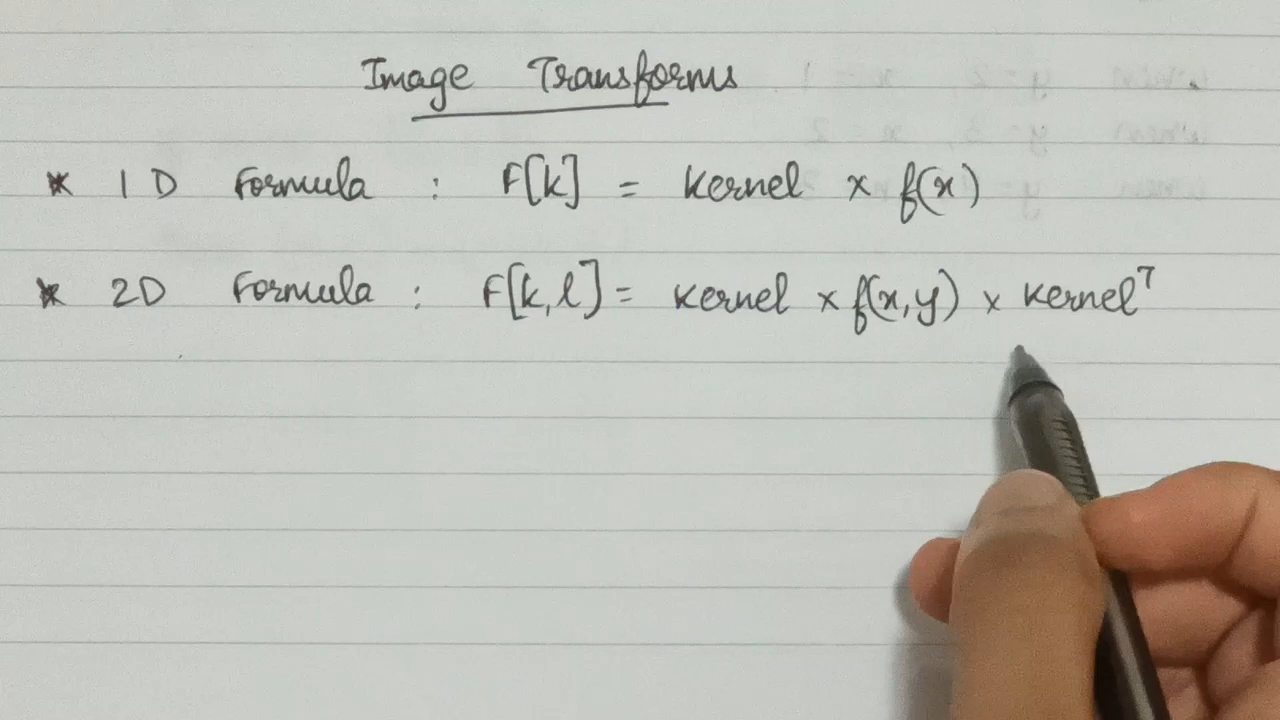 Image Transforms
* 1D Formula : F[k] = Kernel x f(x)
* 2D Formula : F[k,l] = Kernel x f(x,y) x Kernelᵀ